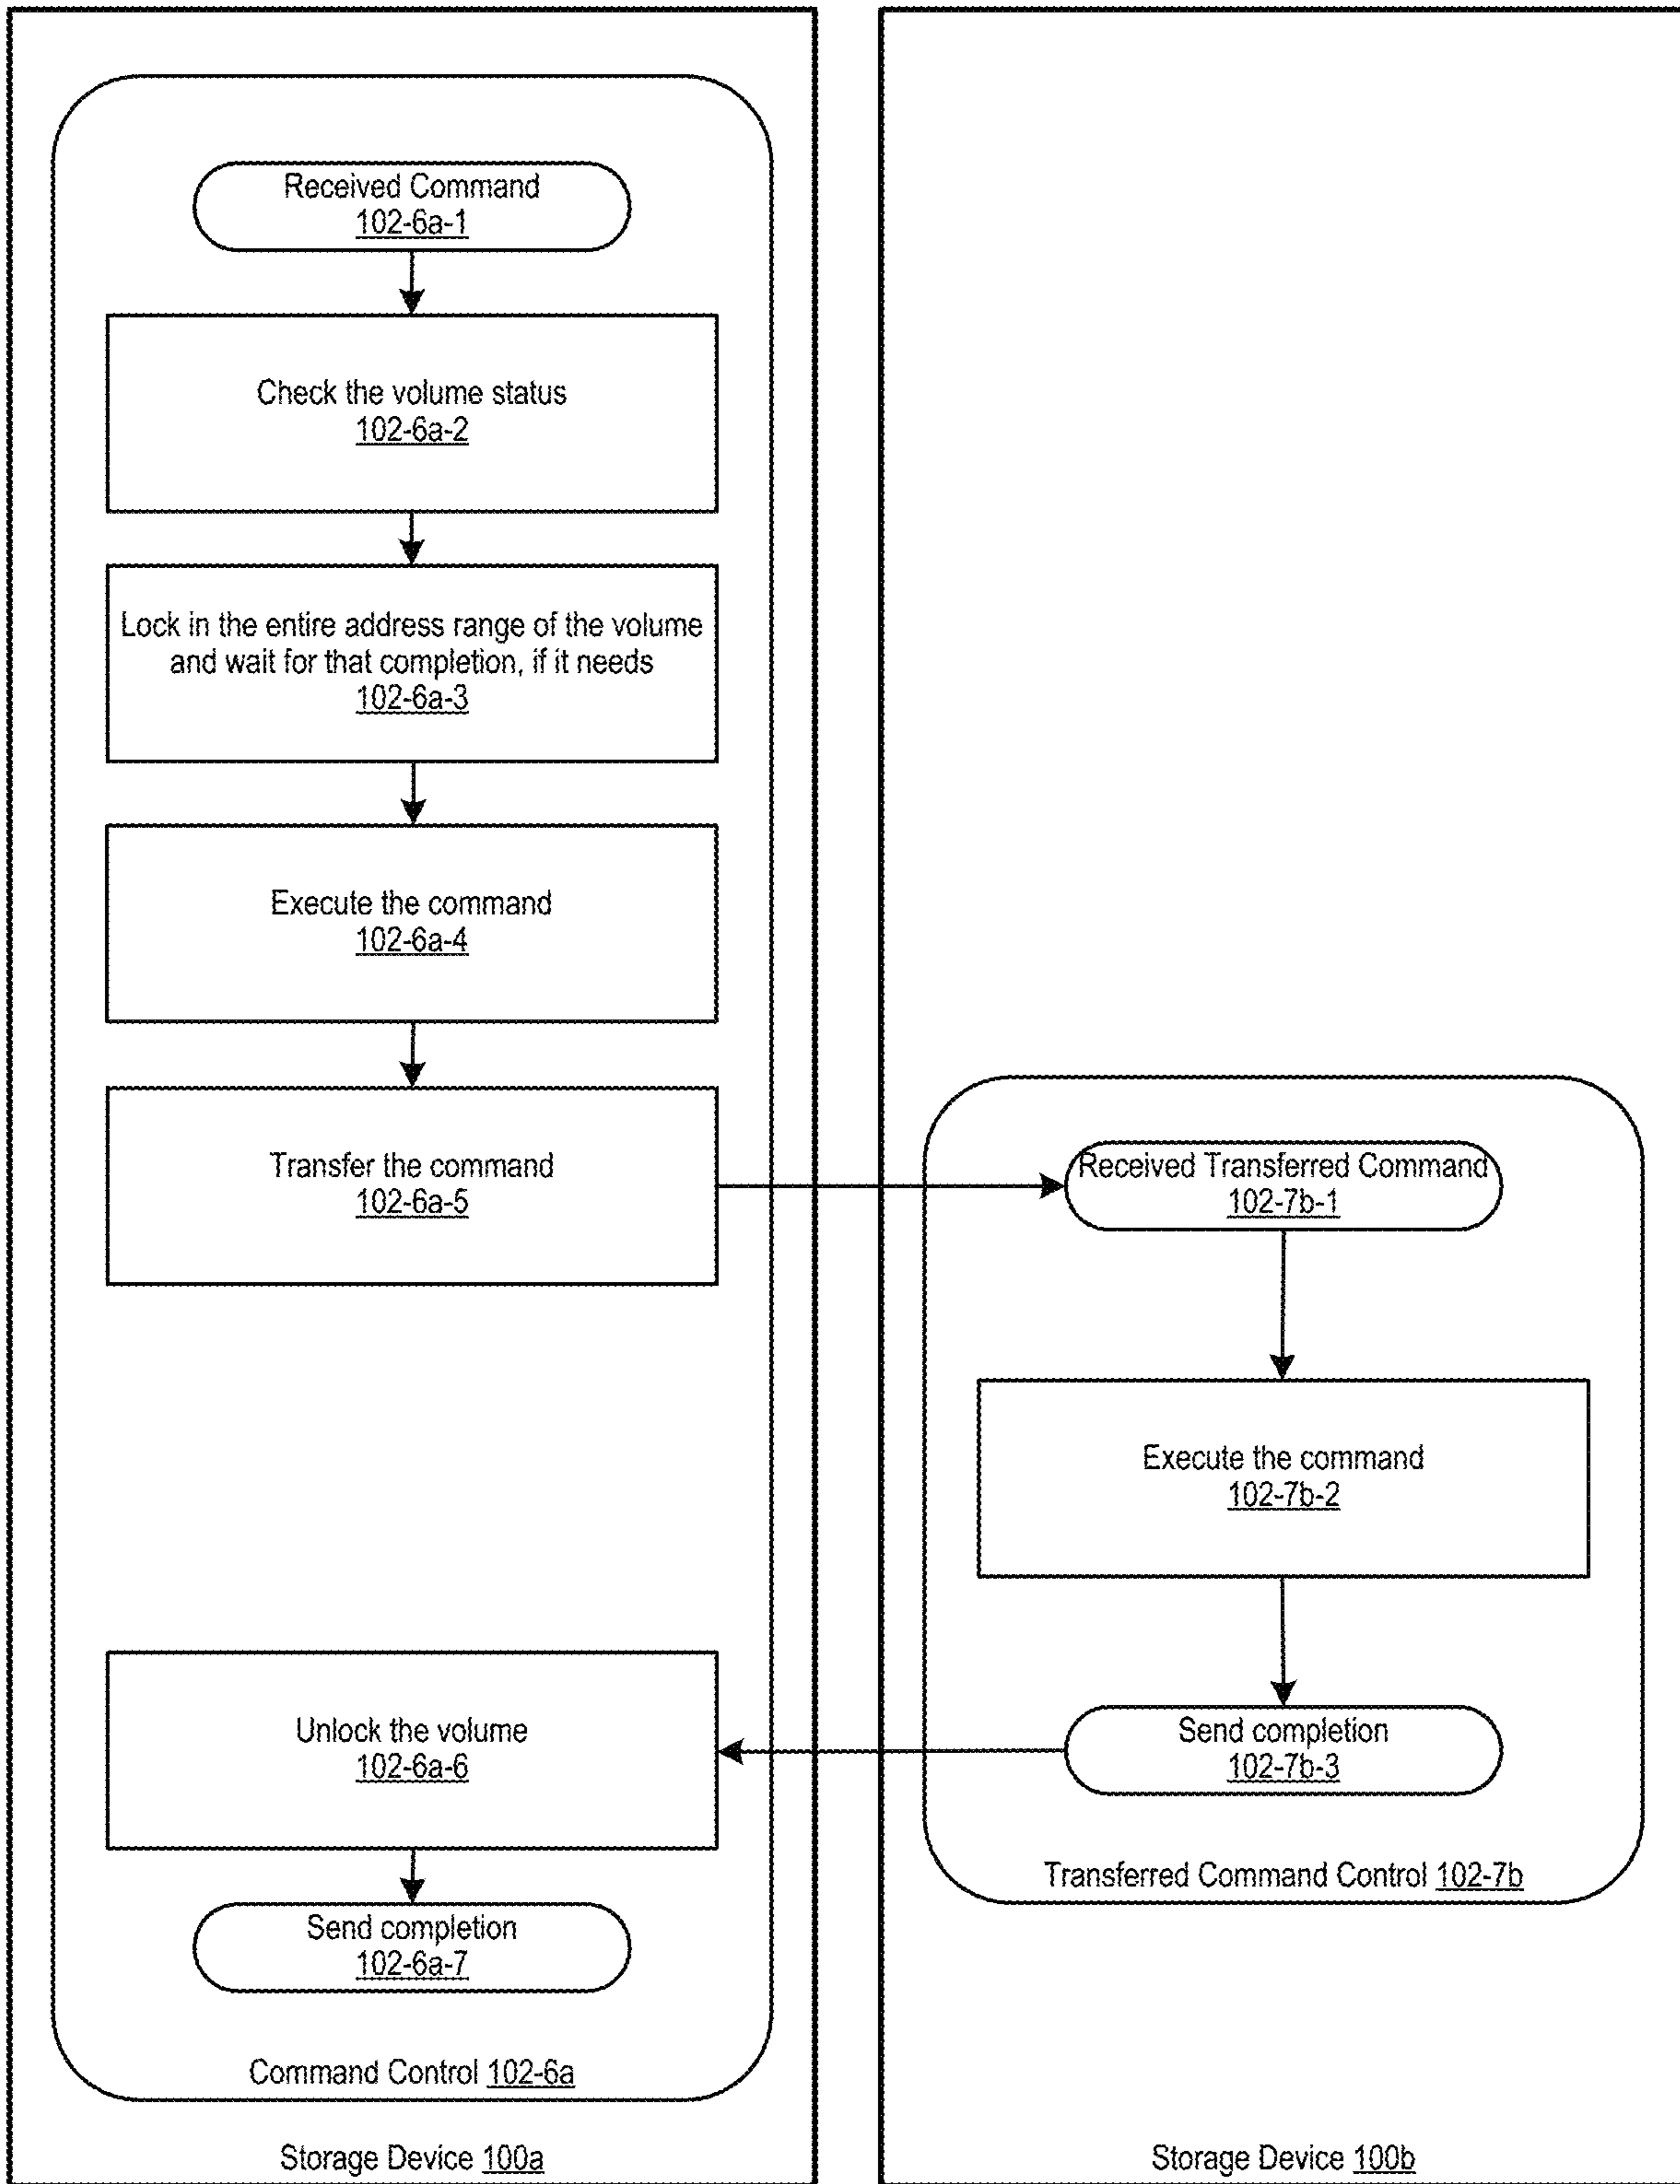 Received Command
102-6a-1
Check the volume status
102-6a-2
Lock in the entire address range of the volume
and wait for that completion, if it needs
102-6a-3
Execute the command
102-6a-4
Transfer the command
102-6a-5
Received Transferred Command
102-7b-1
Execute the command
102-7b-2
Send completion
102-7b-3
Transferred Command Control 102-7b
Unlock the volume
102-6a-6
Send completion
102-6a-7
Command Control 102-6a
Storage Device 100a
Storage Device 100b